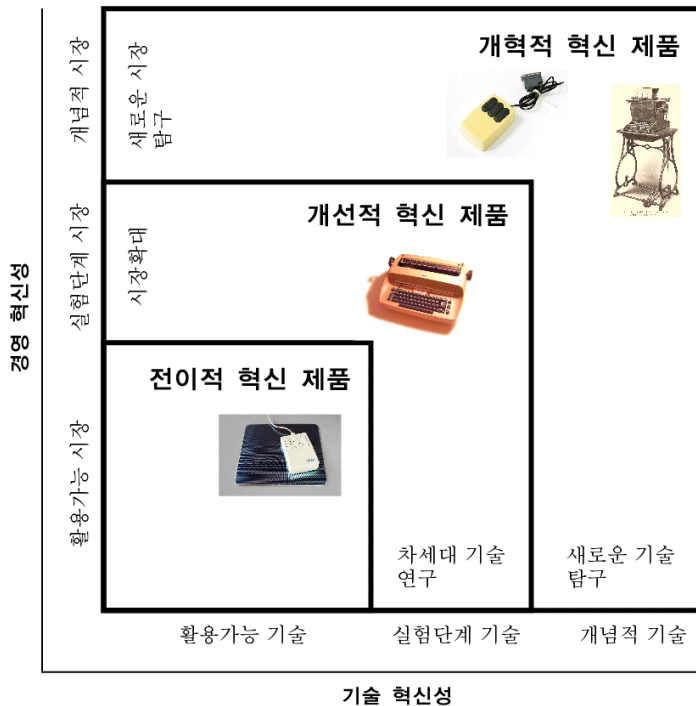 개혁적 혁신 제품
개념적 시장
새로운 시장
탐구
개선적 혁신 제품
실험단계 시장
시장확대
경영 혁신성
전이적 혁신 제품
활용가능 시장
차세대 기술
연구
새로운 기술
탐구
활용가능 기술
실험단계 기술
개념적 기술
기술 혁신성